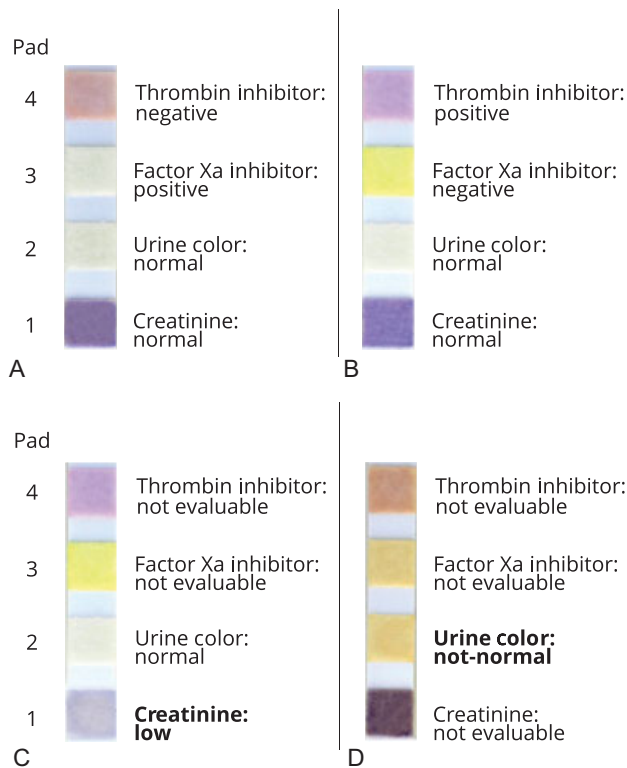 Pad
4
Thrombin inhibitor:
negative
3
Factor Xa inhibitor:
positive
2
Urine color:
normal
1
Creatinine:
normal
A
Thrombin inhibitor:
positive
Factor Xa inhibitor:
negative
Urine color:
normal
Creatinine:
normal
B
Pad
4
Thrombin inhibitor:
not evaluable
3
Factor Xa inhibitor:
not evaluable
2
Urine color:
normal
1
Creatinine:
low
C
Thrombin inhibitor:
not evaluable
Factor Xa inhibitor:
not evaluable
Urine color:
not-normal
Creatinine:
not evaluable
D